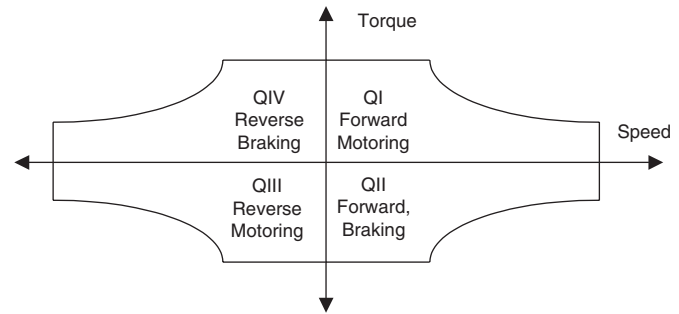 Torque
QIV
Reverse
Braking
QI
Forward
Motoring
Speed
QIII
Reverse
Motoring
QII
Forward,
Braking